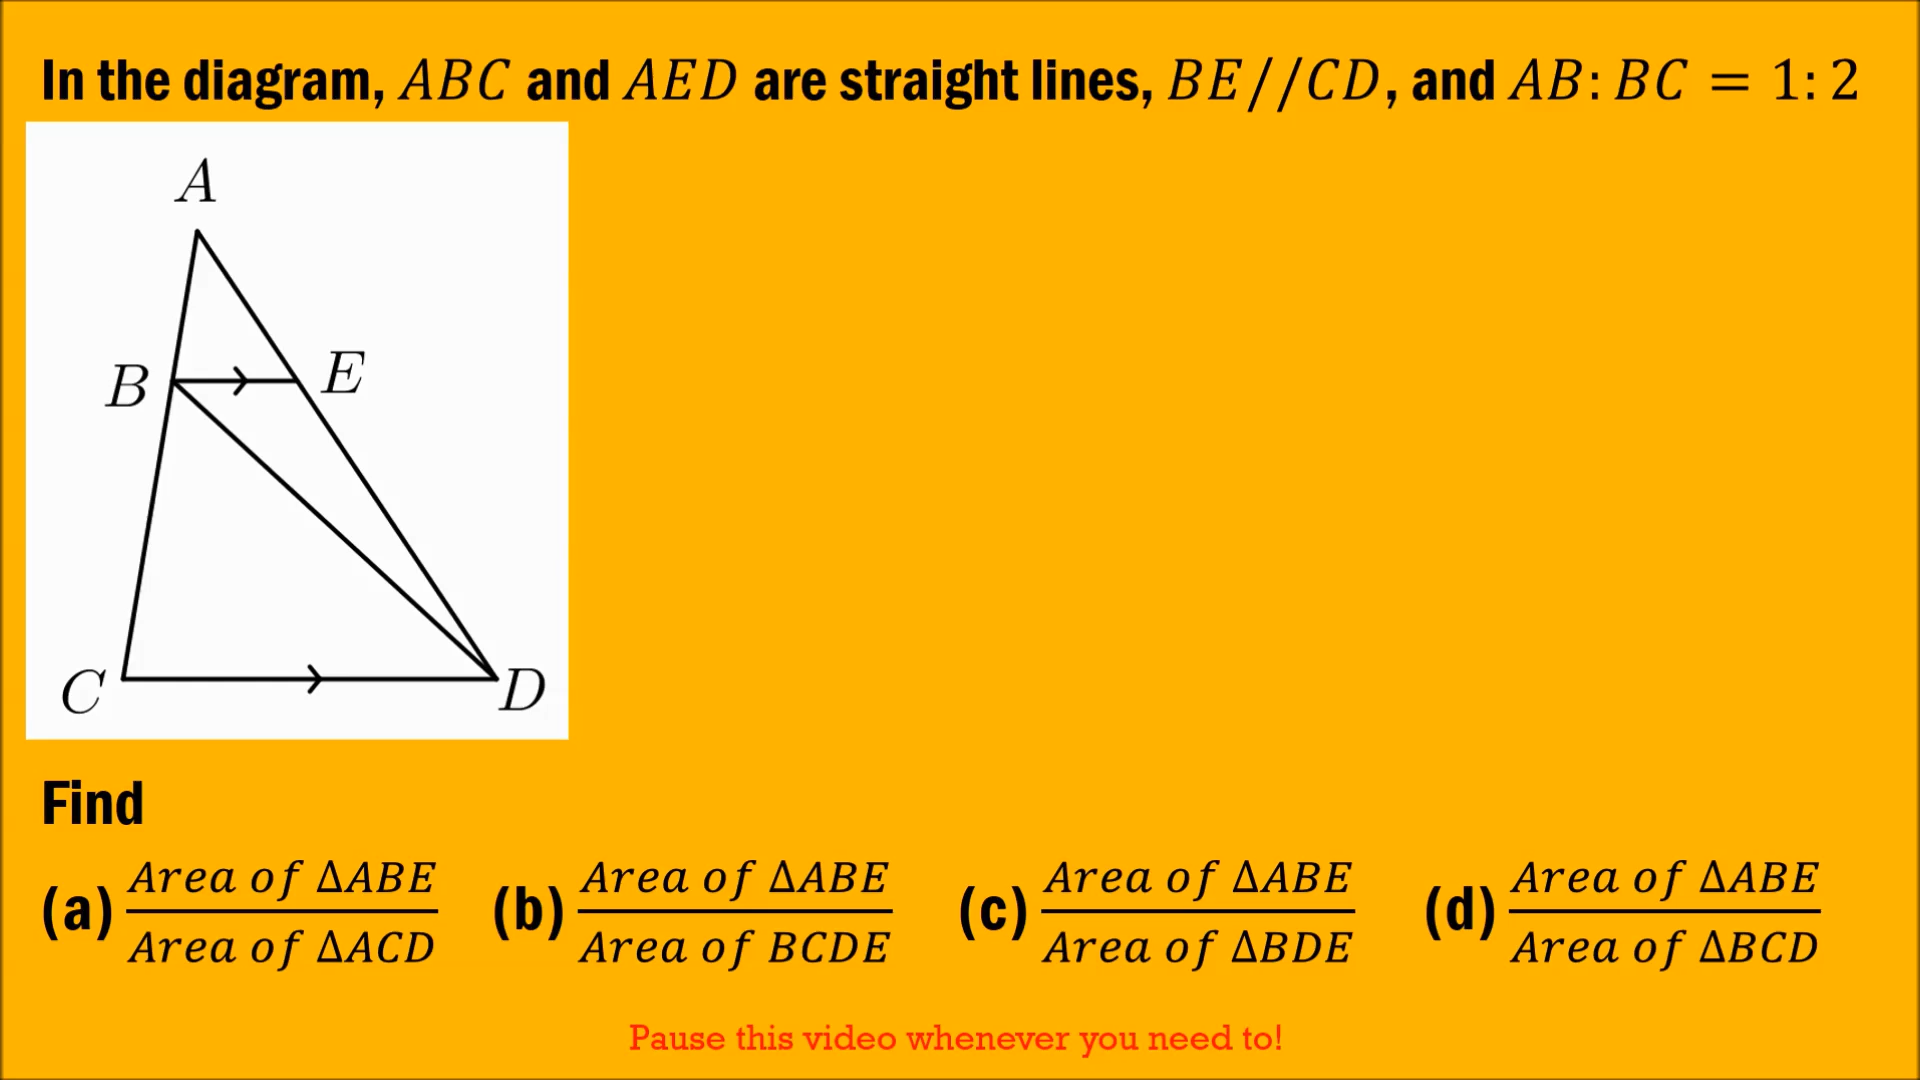 In the diagram, ABC and AED are straight lines, BE//CD, and AB:BC = 1:2
A
B
E
C
D
Find
(a) Area of ΔABE / Area of ΔACD (b) Area of ΔABE / Area of BCDE (c) Area of ΔABE / Area of ΔBDE (d) Area of ΔABE / Area of ΔBCD
Pause this video whenever you need to!